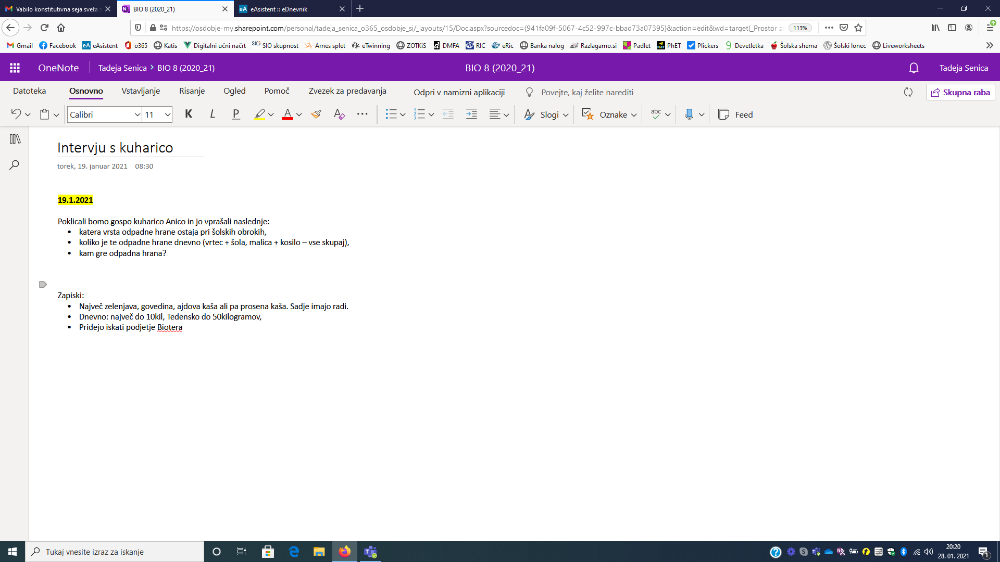 Vabilo konstitutivna seja sveta z
BIO 8 (2020_21)
eAsistent :: eDnevnik
https://osdobje-my.sharepoint.com/personal/tadeja_senica_o365_osdobje_si/_layouts/15/Doc.aspx?sourcedoc={941fa09f-5067-4c52-997c-bbad73a07395}&action=edit&wd=target(_Prostor za
113%
Gmail Facebook eAsistent o365 Katis Digitalni učni načrt SIO skupnost Arnes splet eTwinning ZOTKiS DMFA RIC eRic Banka nalog Razlagamo.si Padlet PhET Plickers Devetletka Šolska shema Šolski lonec Liveworksheets
OneNote Tadeja Senica BIO 8 (2020_21) BIO 8 (2020_21) Tadeja Senica
Datoteka Osnovno Vstavljanje Risanje Ogled Pomoč Zvezek za predavanja Odpri v namizni aplikaciji Povejte, kaj želite narediti Skupna raba
Calibri 11 K L P A A Slogi Oznake abc Feed
Intervju s kuharico
torek, 19. januar 2021 08:30
19.1.2021
Poklicali bomo gospo kuharico Anico in jo vprašali naslednje:
• katera vrsta odpadne hrane ostaja pri šolskih obrokih,
• koliko je te odpadne hrane dnevno (vrtec + šola, malica + kosilo – vse skupaj),
• kam gre odpadna hrana?
Zapiski:
• Največ zelenjava, govedina, ajdova kaša ali pa prosena kaša. Sadje imajo radi.
• Dnevno: največ do 10kil, Tedensko do 50kilogramov,
• Pridejo iskati podjetje Biotera
Tukaj vnesite izraz za iskanje
20:20
28. 01. 2021
1